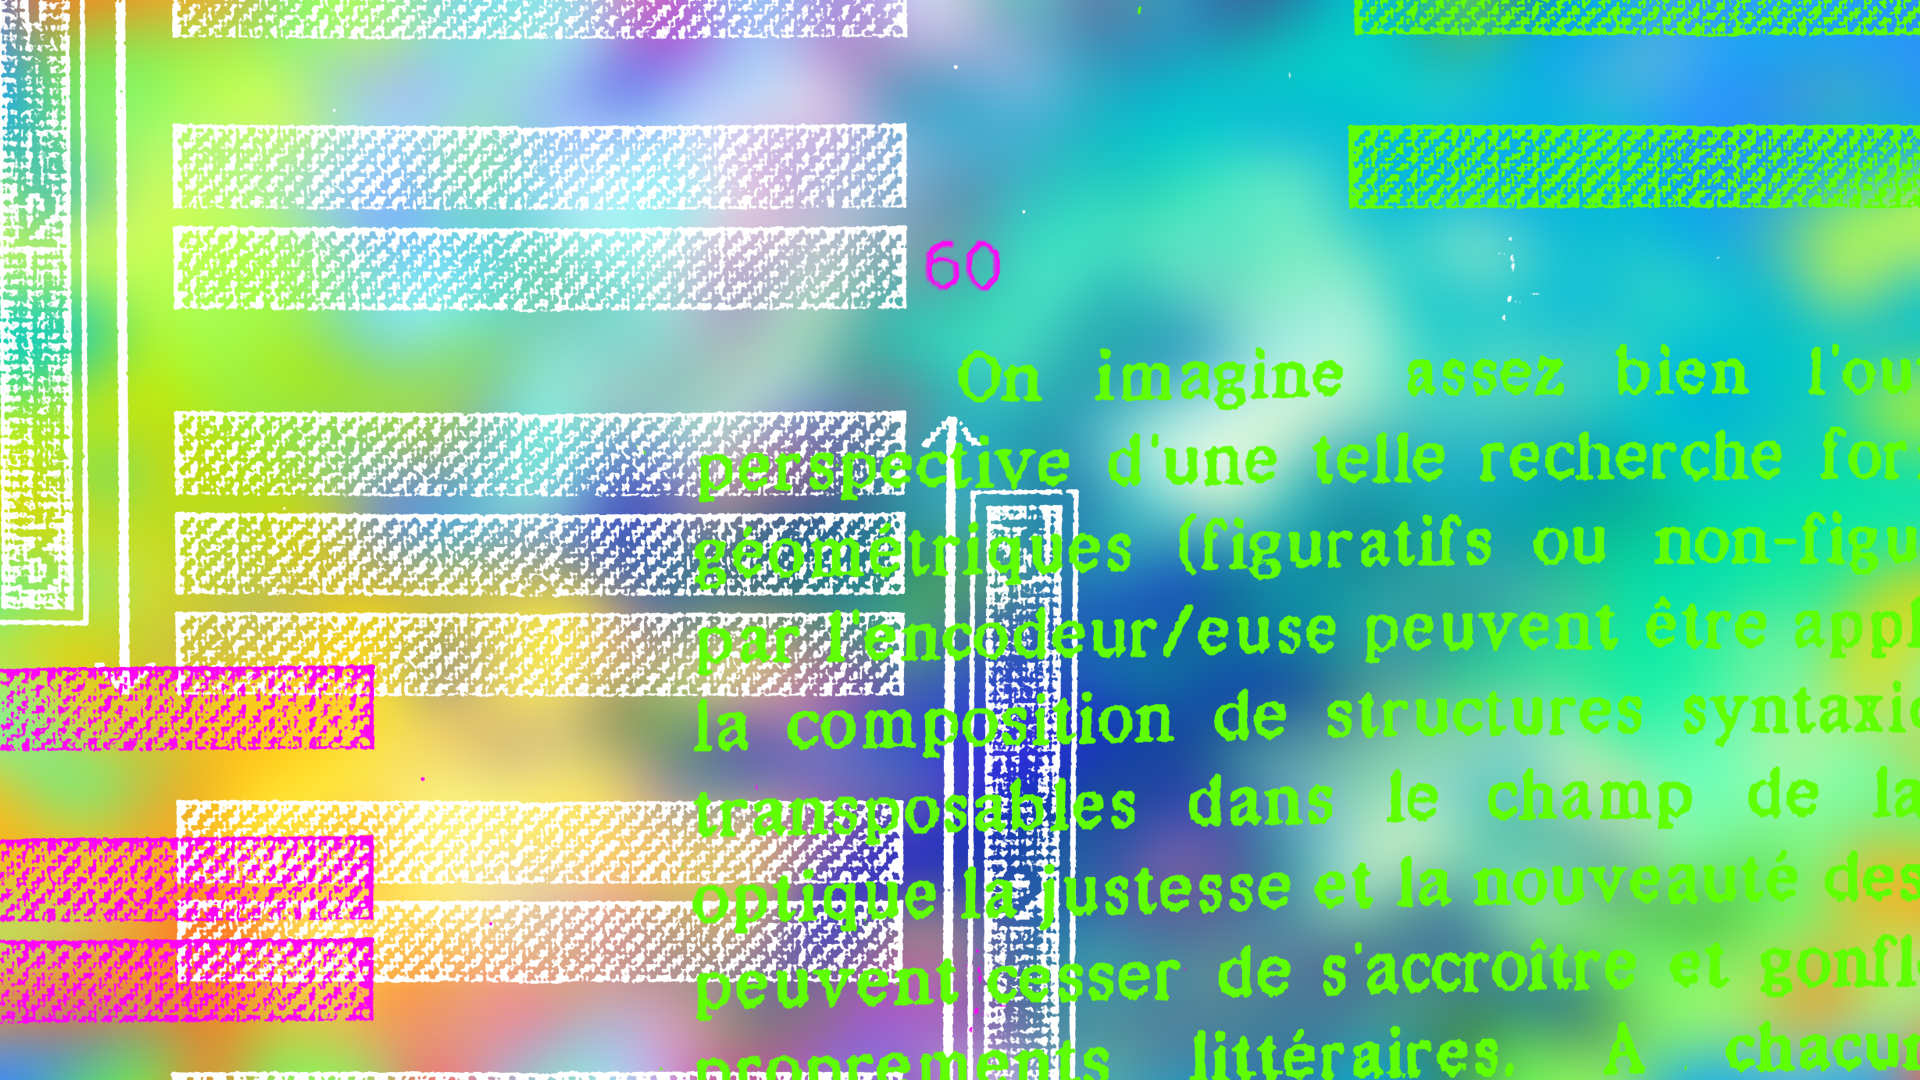 60
On imagine assez bien l'ou
perspective d'une telle recherche for
géométriques (figuratifs ou non-figu
par l'encodeur/euse peuvent être appl
la composition de structures syntaxi
transposables dans le champ de la
optique la justesse et la nouveauté des
peuvent cesser de s'accroître et gonfl
proprements littéraires. A chacun